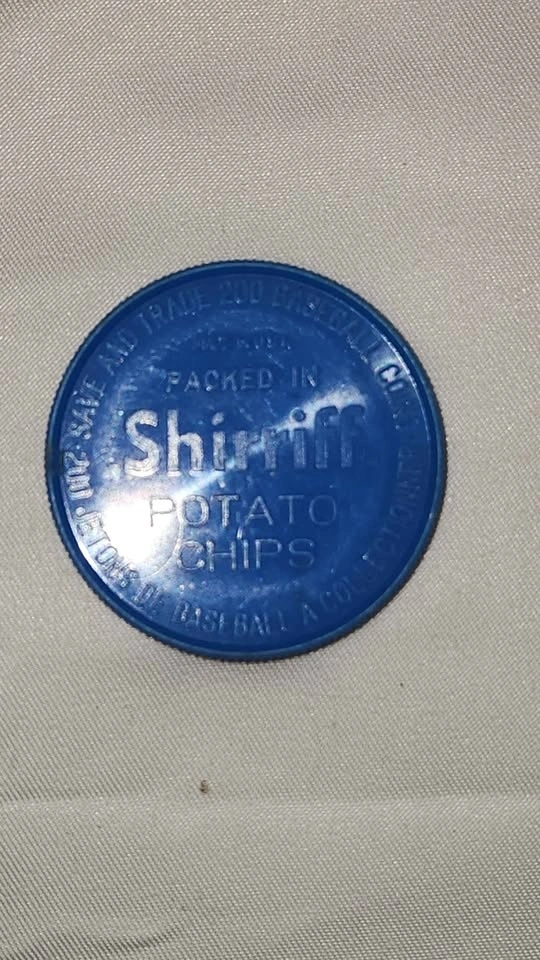 SAVE AND TRADE 200 BASEBALL COINS
PACKED IN
Shirriff
POTATO
CHIPS
200 JETONS DE BASEBALL A COLLECTIONNER